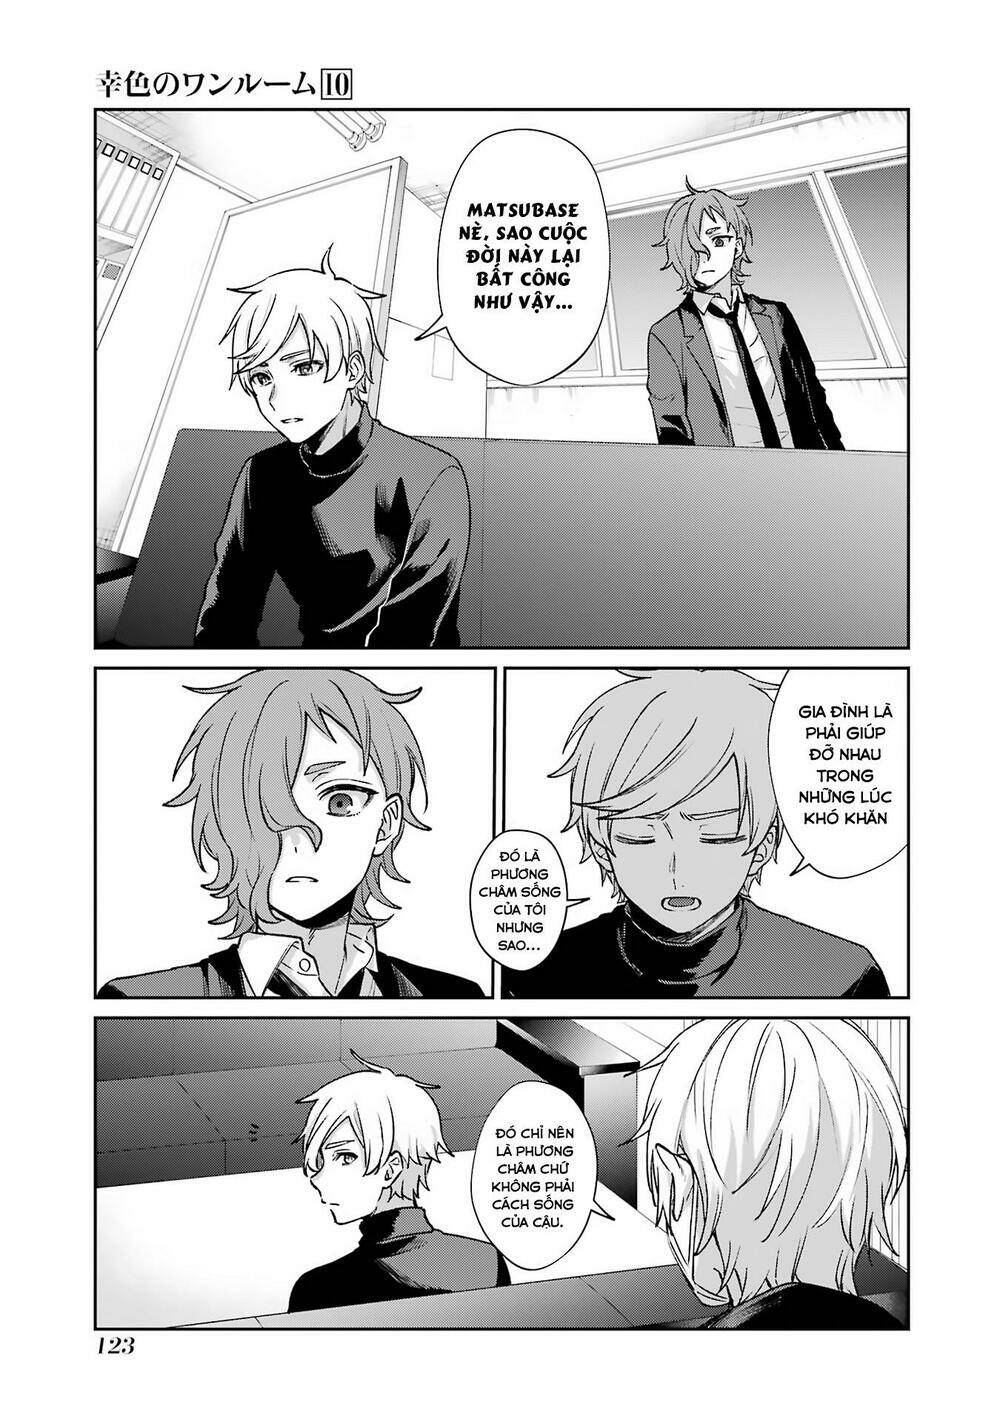 幸色のワンルーム10
MATSUBASE
NÈ, SAO CUỘC
ĐỜI NÀY LẠI
BẤT CÔNG
NHƯ VẬY...
GIA ĐÌNH LÀ
PHẢI GIÚP
ĐỠ NHAU
TRONG
NHỮNG LÚC
KHÓ KHĂN
ĐÓ LÀ
PHƯƠNG
CHÂM SỐNG
CỦA TÔI
NHƯNG
SAO...
ĐÓ CHỈ NÊN
LÀ PHƯƠNG
CHÂM CHỨ
KHÔNG PHẢI
CÁCH SỐNG
CỦA CẬU.
123